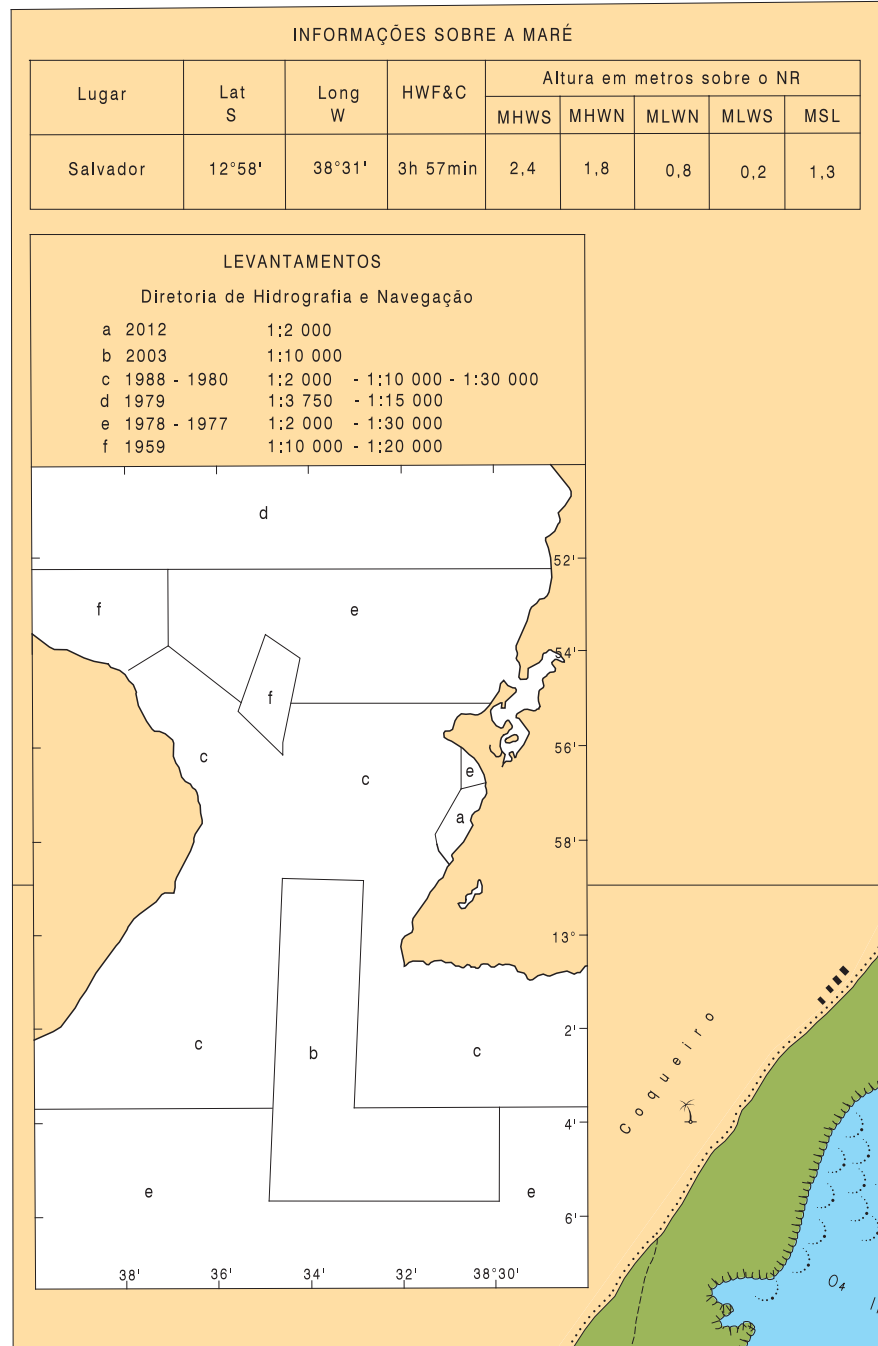 INFORMAÇÕES SOBRE A MARÉ
Lugar Lat S Long W HWF&C Altura em metros sobre o NR
MHWS MHWN MLWN MLWS MSL
Salvador 12°58' 38°31' 3h 57min 2,4 1,8 0,8 0,2 1,3
LEVANTAMENTOS
Diretoria de Hidrografia e Navegação
a 2012 1:2 000
b 2003 1:10 000
c 1988 - 1980 1:2 000 - 1:10 000 - 1:30 000
d 1979 1:3 750 - 1:15 000
e 1978 - 1977 1:2 000 - 1:30 000
f 1959 1:10 000 - 1:20 000
d
52'
f
e
54'
f
56'
c
c
e
a
58'
13°
2'
c
b
c
4'
e
e
6'
38'
36'
34'
32'
38°30'
Coqueiro
04